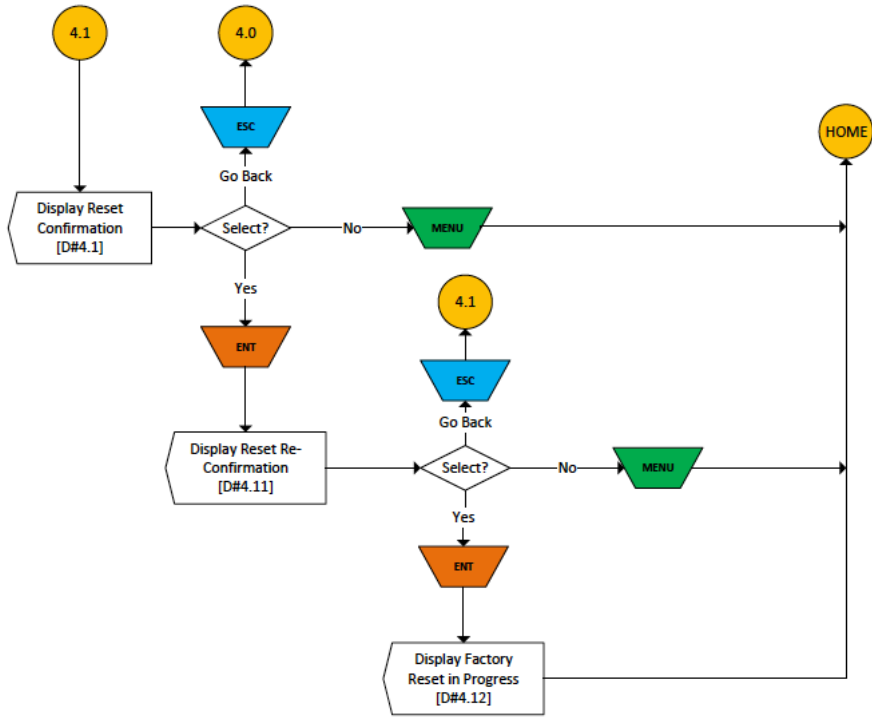 4.1
4.0
ESC
HOME
Go Back
Display Reset
Confirmation
[D#4.1]
Select?
No
MENU
Yes
4.1
ENT
ESC
Go Back
Display Reset Re-
Confirmation
[D#4.11]
Select?
No
MENU
Yes
ENT
Display Factory
Reset in Progress
[D#4.12]